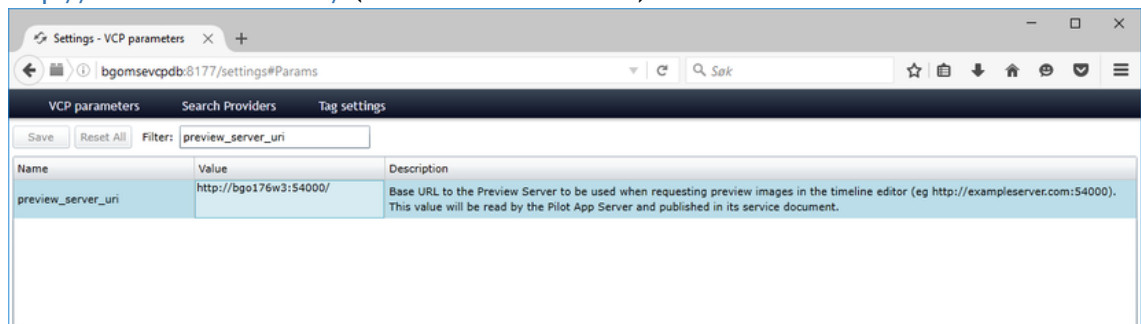 Settings - VCP parameters
bgomsevcpdb:8177/settings#Params
Søk
VCP parameters Search Providers Tag settings
Save Reset All Filter: preview_server_uri
Name Value Description
preview_server_uri http://bgo176w3:54000/ Base URL to the Preview Server to be used when requesting preview images in the timeline editor (eg http://exampleserver.com:54000).
This value will be read by the Pilot App Server and published in its service document.